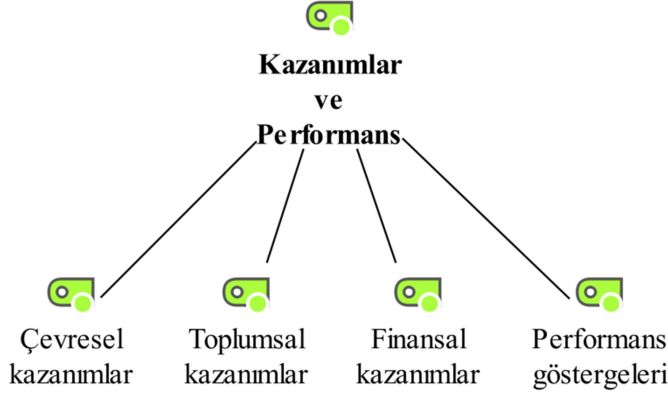 Kazanımlar
ve
Performans
Çevresel
kazanımlar
Toplumsal
kazanımlar
Finansal
kazanımlar
Performans
göstergeleri